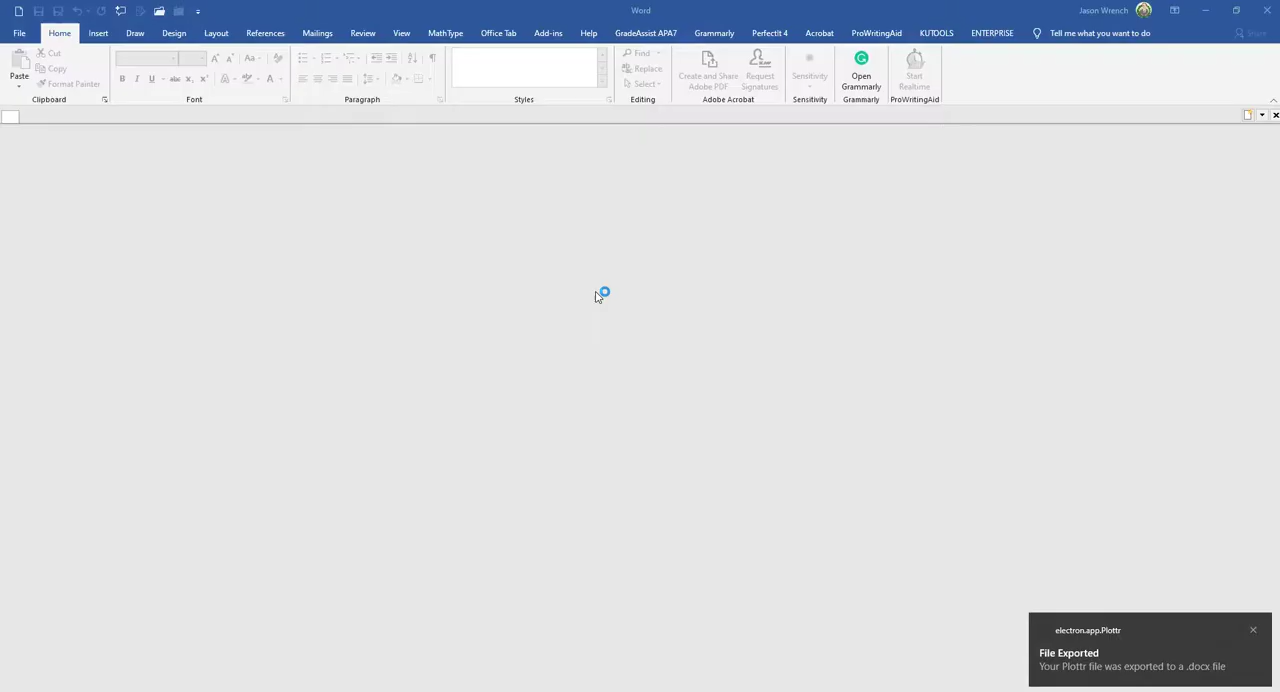 Word
Jason Wrench
File Home Insert Draw Design Layout References Mailings Review View MathType Office Tab Add-ins Help GradeAssist APA7 Grammarly PerfectIt 4 Acrobat ProWritingAid KUTOOLS ENTERPRISE Tell me what you want to do Share
Paste
Cut
Copy
Format Painter
Clipboard
Font
Paragraph
Styles
Find
Replace
Select
Editing
Create and Share
Adobe PDF
Request
Signatures
Adobe Acrobat
Sensitivity
Sensitivity
Open
Grammarly
Grammarly
Start
Realtime
ProWritingAid
electron.app.Plottr
File Exported
Your Plottr file was exported to a .docx file